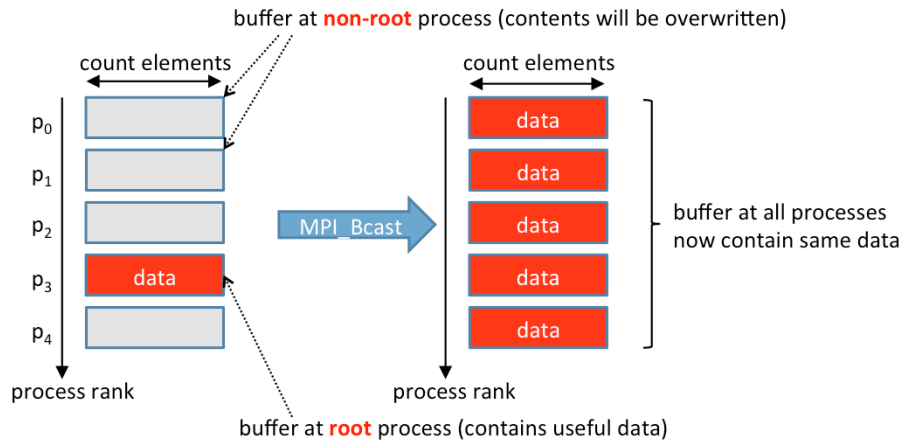 buffer at non-root process (contents will be overwritten)
count elements
count elements
p0
data
p1
data
p2
MPI_Bcast
data
buffer at all processes
now contain same data
p3
data
data
p4
data
process rank
process rank
buffer at root process (contains useful data)